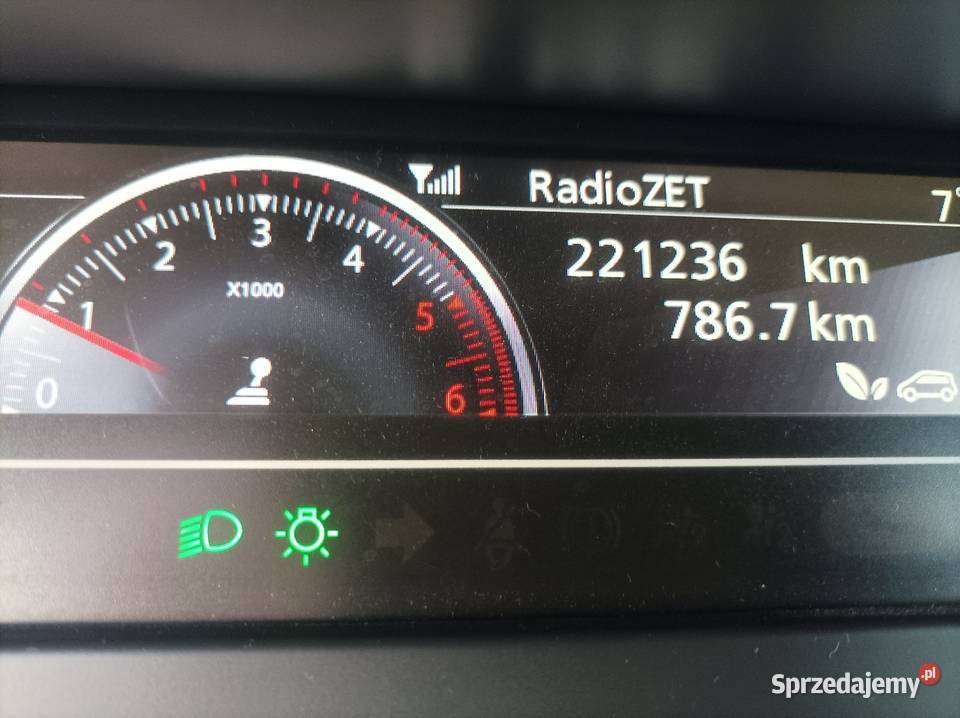 RadioZET
7°
221236 km
786.7 km
0 1 2 3 4 5 6
X1000
Sprzedajemy.pl